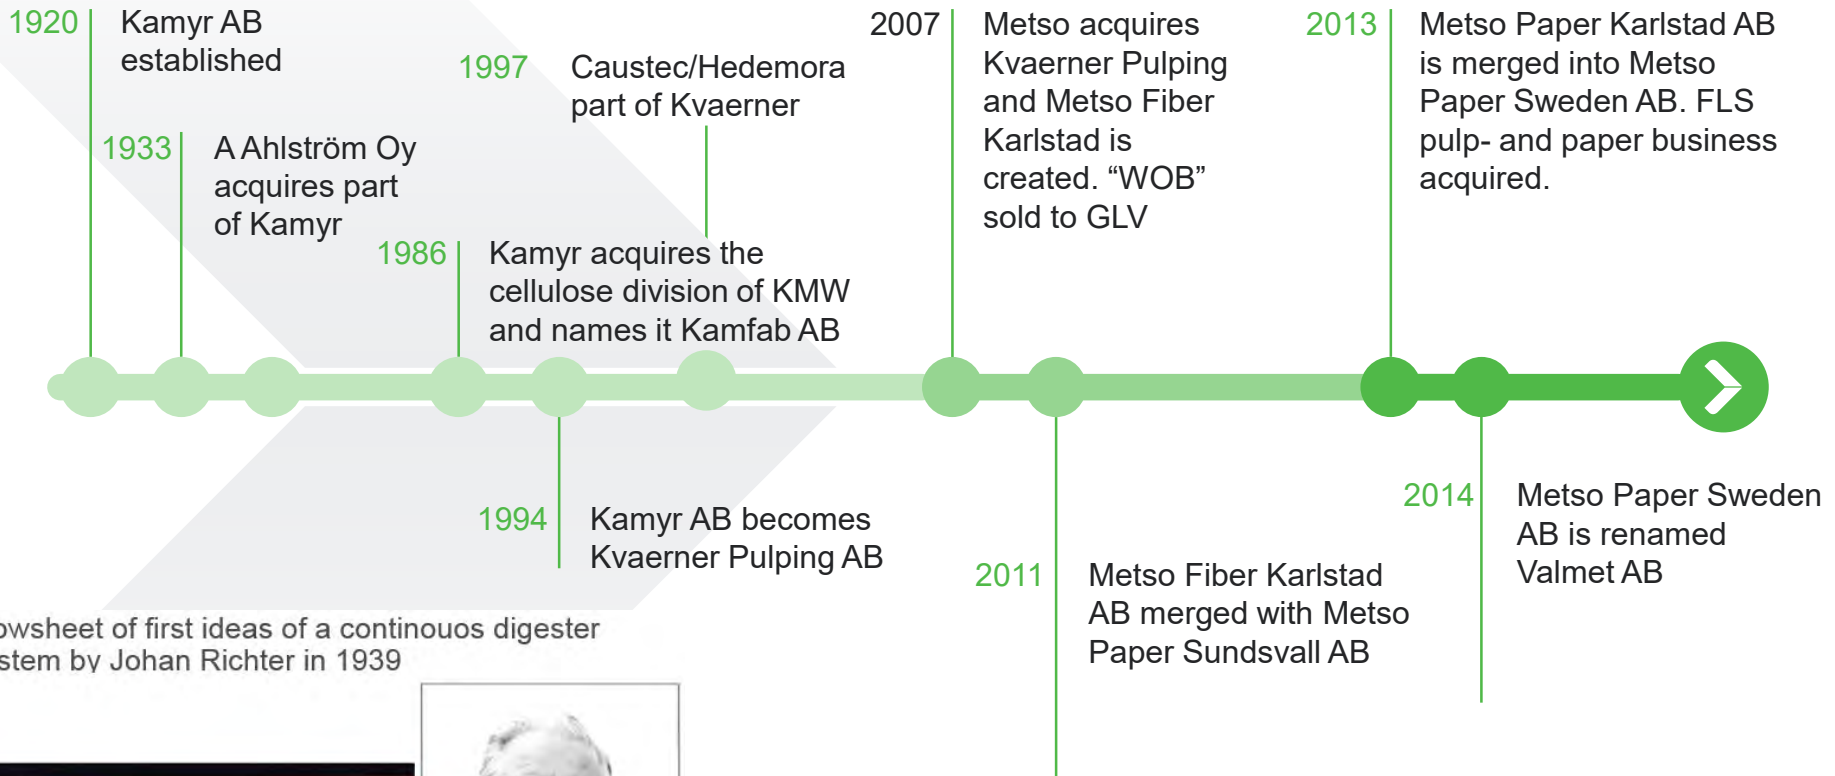 1920
Kamyr AB
established
1933
A Ahlström Oy
acquires part
of Kamyr
1986
Kamyr acquires the
cellulose division of KMW
and names it Kamfab AB
1994
Kamyr AB becomes
Kvaerner Pulping AB
1997
Caustec/Hedemora
part of Kvaerner
2007
Metso acquires
Kvaerner Pulping
and Metso Fiber
Karlstad is
created. “WOB”
sold to GLV
2011
Metso Fiber Karlstad
AB merged with Metso
Paper Sundsvall AB
2013
Metso Paper Karlstad AB
is merged into Metso
Paper Sweden AB. FLS
pulp- and paper business
acquired.
2014
Metso Paper Sweden
AB is renamed
Valmet AB
owsheet of first ideas of a continouos digester
stem by Johan Richter in 1939